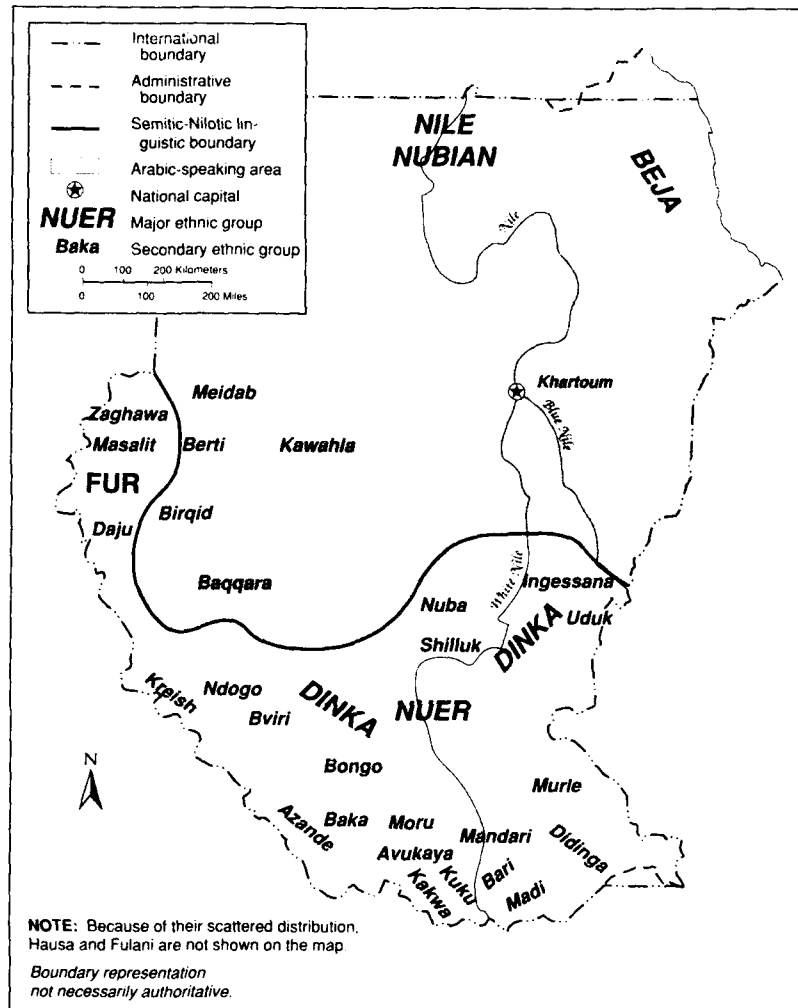 International
boundary
Administrative
boundary
Semitic-Nilotic lin-
guistic boundary
Arabic-speaking area
National capital
NUER Major ethnic group
Baka Secondary ethnic group
0 100 200 Kilometers
0 100 200 Miles
NILE
NUBIAN
BEJA
Nile
Khartoum
Blue Nile
White Nile
Meidab
Zaghawa
Masalit
Berti
Kawahla
FUR
Birqid
Daju
Baqqara
Ingessana
Nuba
Uduk
Shilluk
DINKA
Kreish
Ndogo
DINKA
NUER
Bviri
Bongo
Murle
N
Azande
Baka
Moru
Mandari
Didinga
Avukaya
Kakwa
Kuku
Bari
Madi
NOTE: Because of their scattered distribution,
Hausa and Fulani are not shown on the map
Boundary representation
not necessarily authoritative.